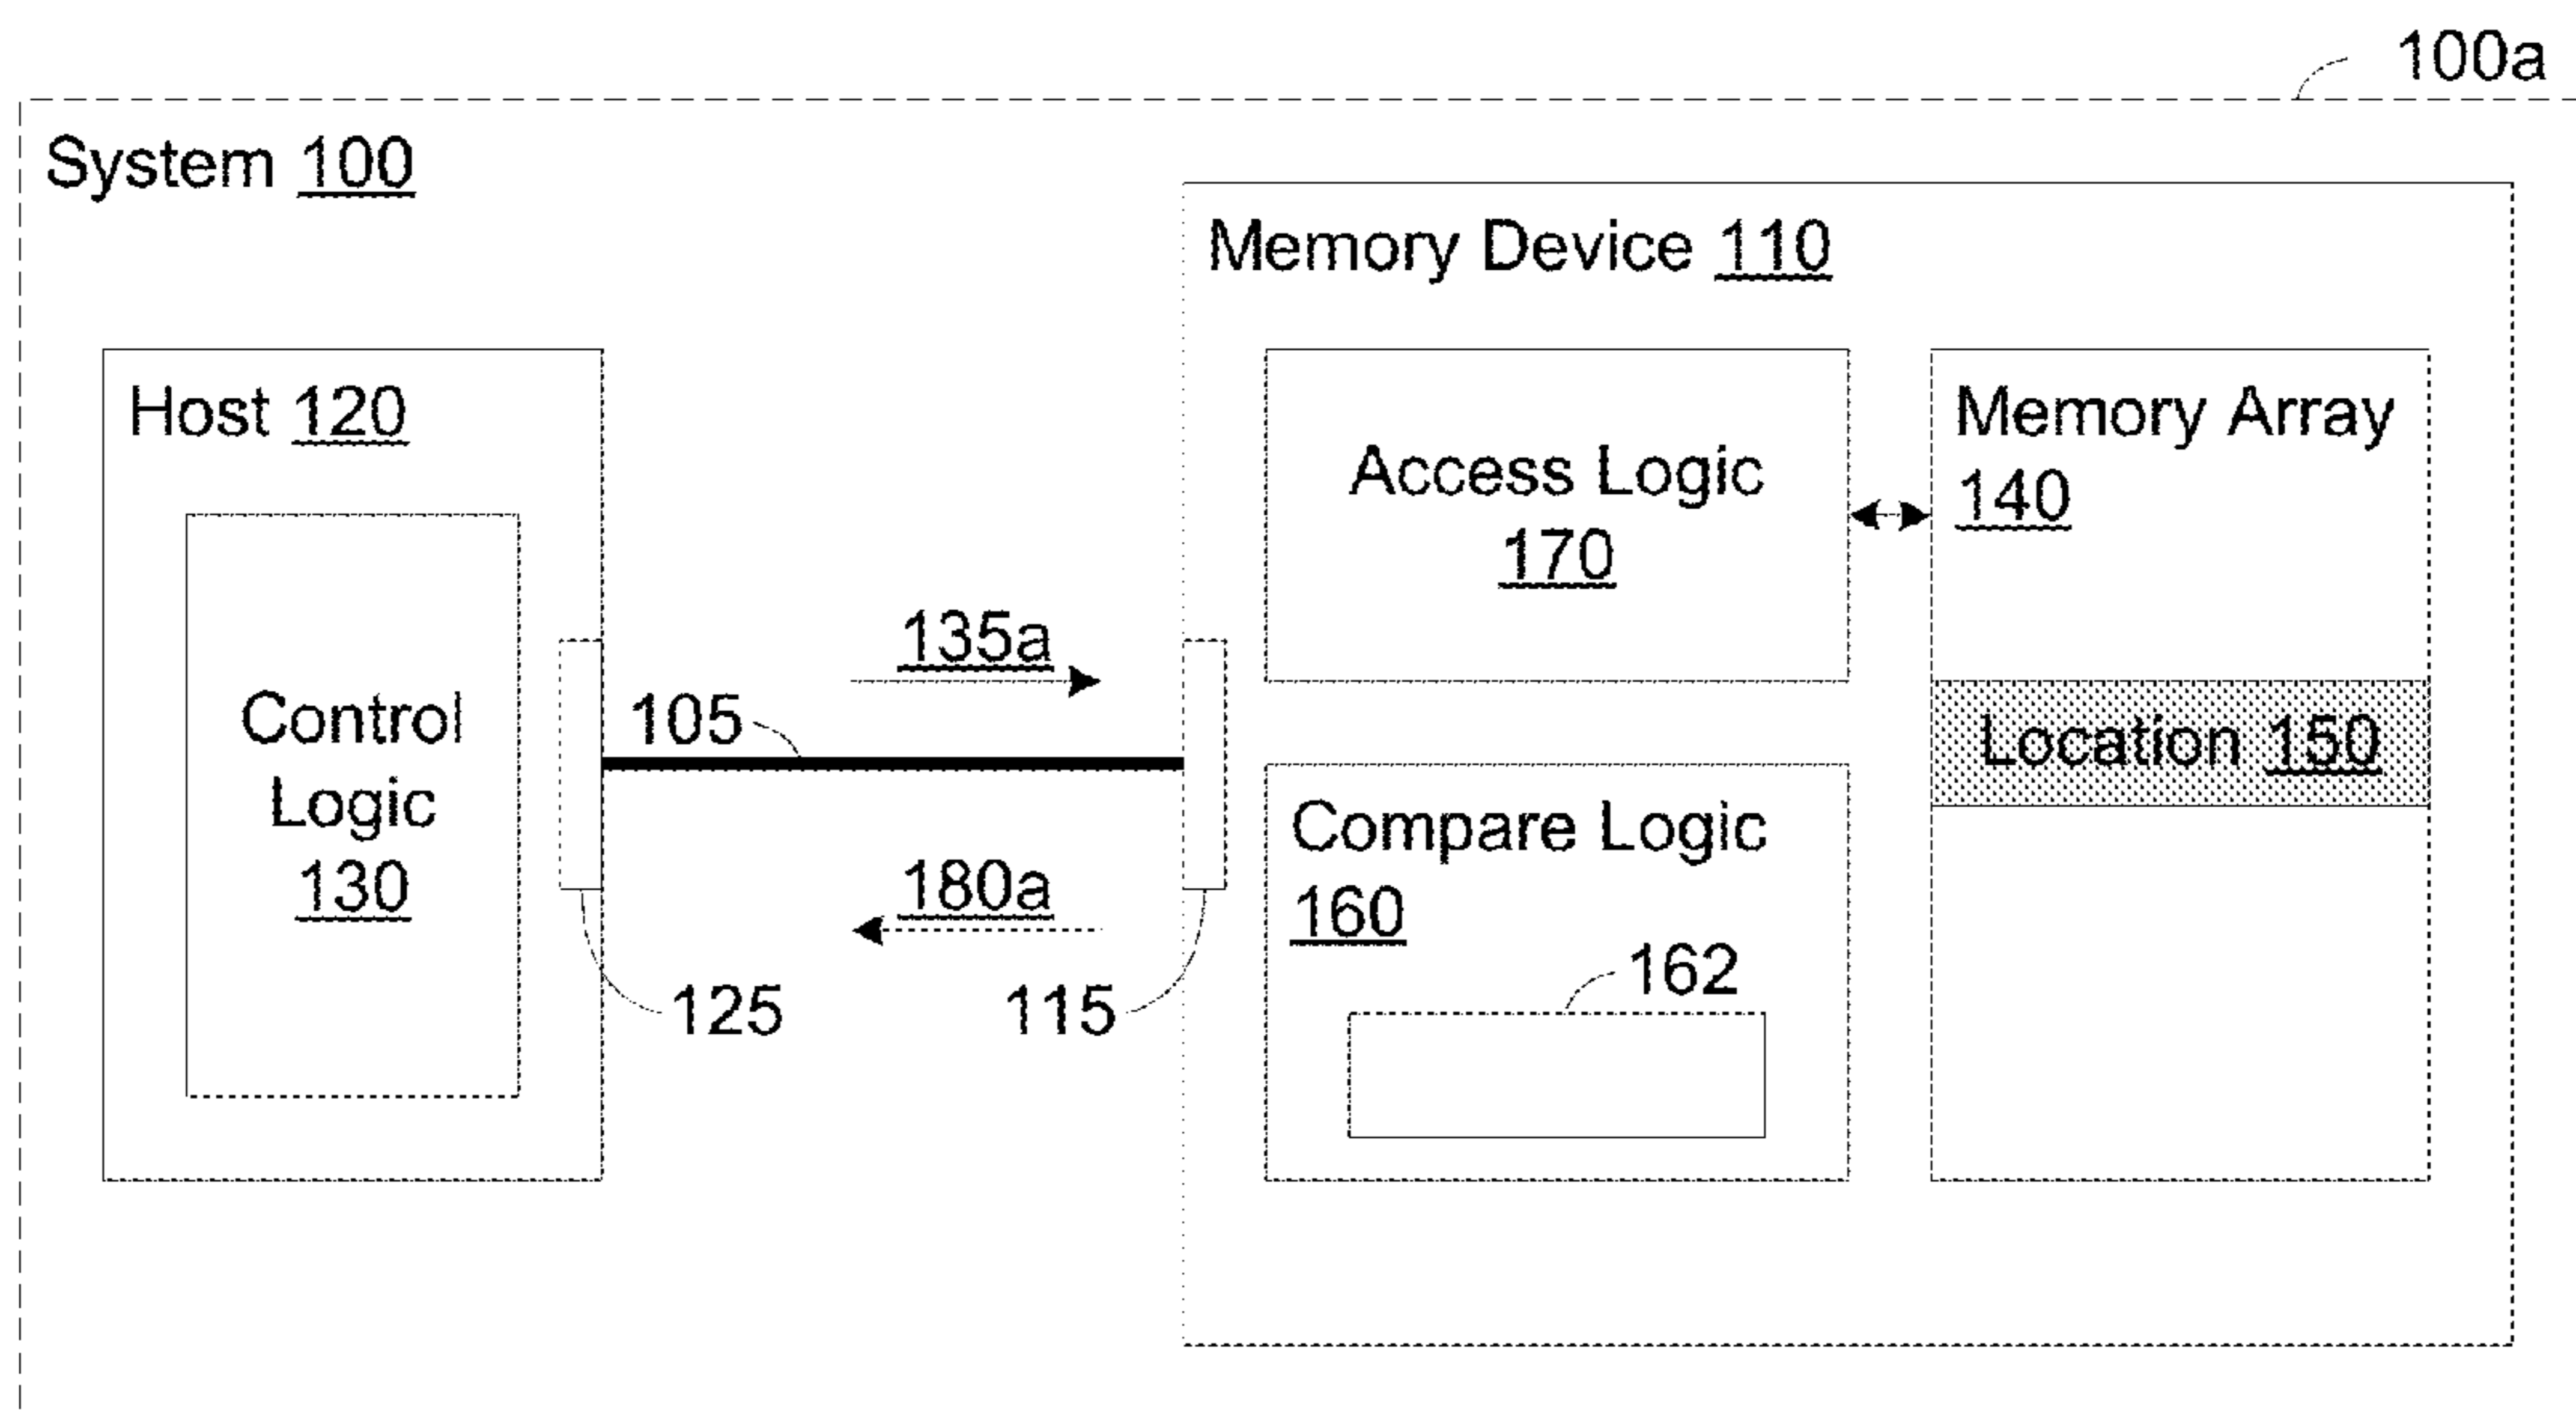 100a
System 100
Memory Device 110
Host 120
Access Logic
170
Memory Array
140
135a
Control
Logic
130
105
Location 150
Compare Logic
160
180a
162
125
115